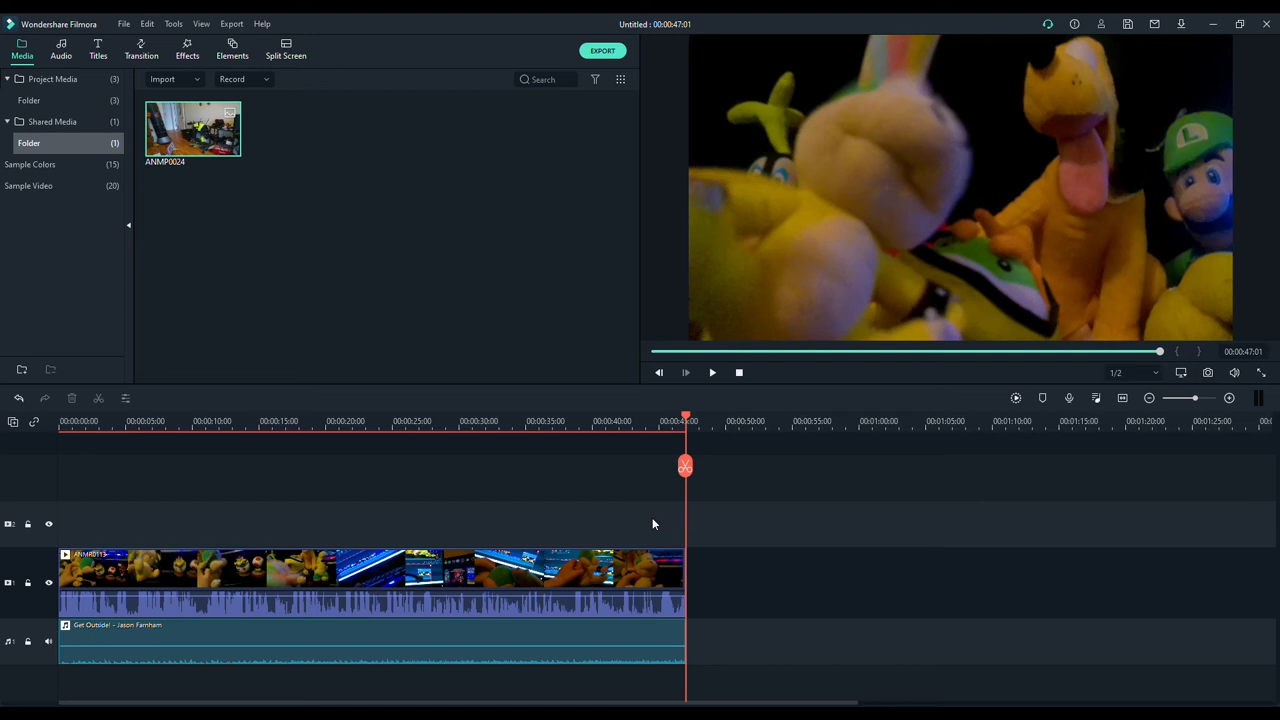 Wondershare Filmora File Edit Tools View Export Help Untitled : 00:00:47:01
Media Audio Titles Transition Effects Elements Split Screen EXPORT
Project Media (3)
Folder (3)
Shared Media (1)
Folder (1)
Sample Colors (15)
Sample Video (20)
Import Record Search
ANMP0024
L
00:00:47:01
1/2
00:00:00:00 00:00:05:00 00:00:10:00 00:00:15:00 00:00:20:00 00:00:25:00 00:00:30:00 00:00:35:00 00:00:40:00 00:00:45:00 00:00:50:00 00:00:55:00 00:01:00:00 00:01:05:00 00:01:10:00 00:01:15:00 00:01:20:00 00:01:25:00
2
1 ANMR0113
Get Outside! - Jason Farnham
1